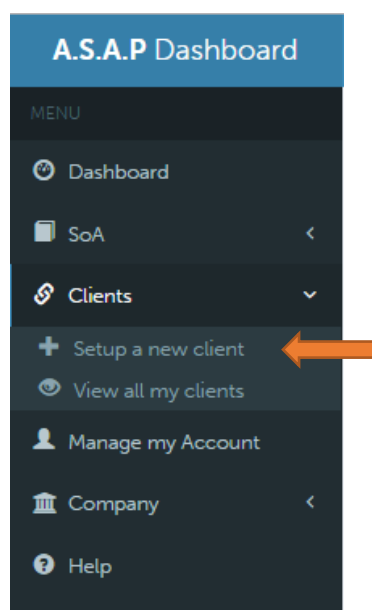 A.S.A.P Dashboard
MENU
Dashboard
SoA
Clients
Setup a new client
View all my clients
Manage my Account
Company
Help